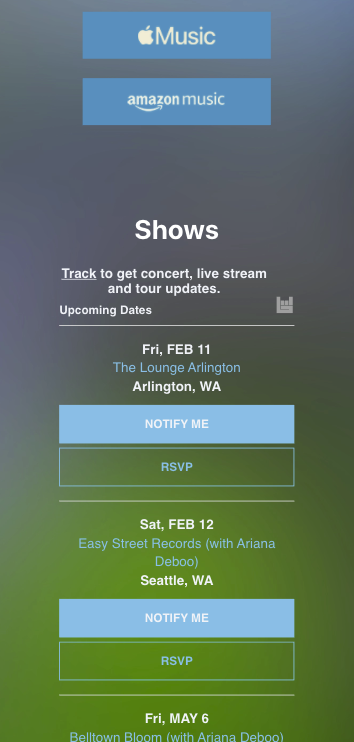 Music
amazon music
Shows
Track to get concert, live stream
and tour updates.
Upcoming Dates
Fri, FEB 11
The Lounge Arlington
Arlington, WA
NOTIFY ME
RSVP
Sat, FEB 12
Easy Street Records (with Ariana
Deboo)
Seattle, WA
NOTIFY ME
RSVP
Fri, MAY 6
Belltown Bloom (with Ariana Deboo)